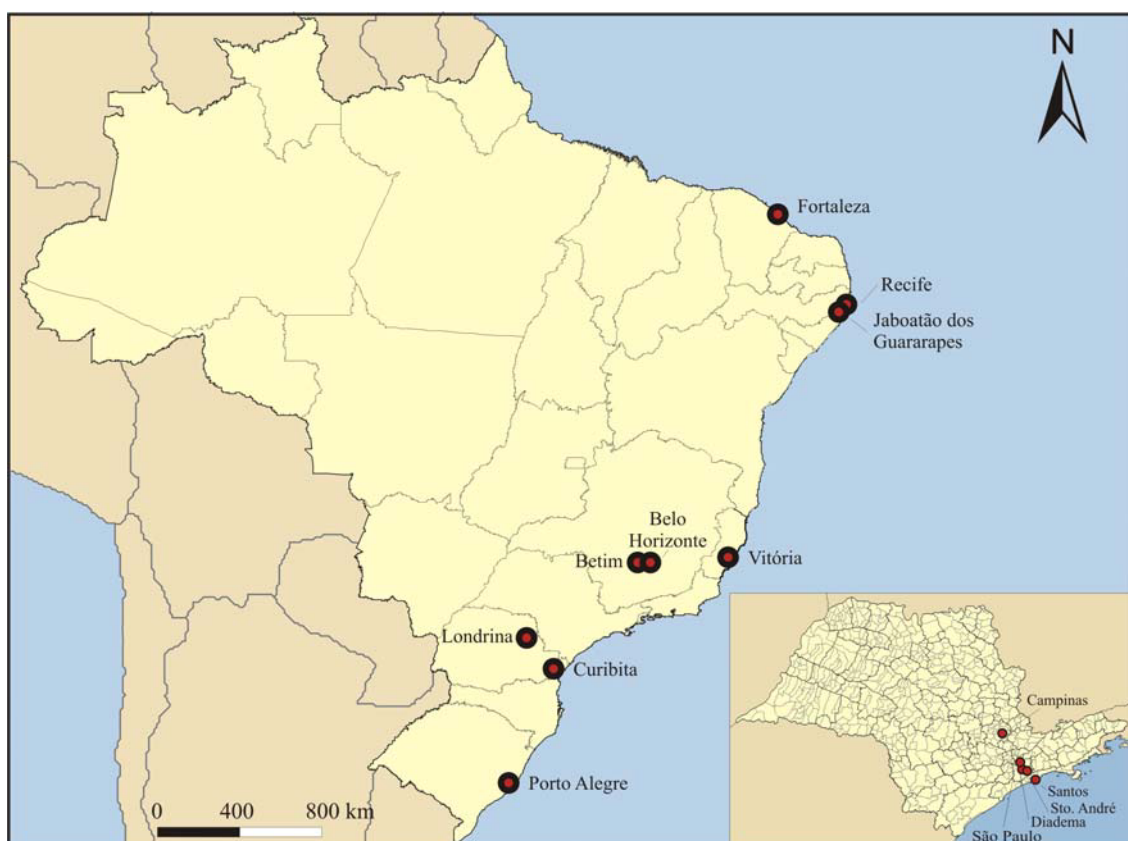 N
Fortaleza
Recife
Jaboatão dos
Guararapes
Belo
Horizonte
Betim
Vitória
Londrina
Curibita
Porto Alegre
0 400 800 km
Campinas
Santos
Sto. André
Diadema
São Paulo